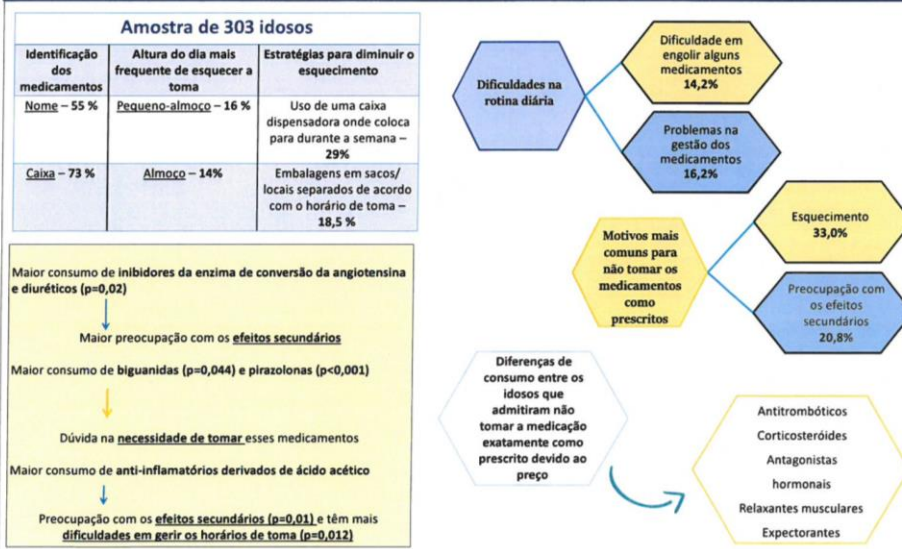 Amostra de 303 idosos
Identificação
dos
medicamentos
Altura do dia mais
frequente de esquecer a
toma
Estratégias para diminuir o
esquecimento
Nome – 55 %
Pequeno-almoço – 16 %
Uso de uma caixa
dispensadora onde coloca
para durante a semana –
29%
Caixa – 73 %
Almoço – 14%
Embalagens em sacos/
locais separados de acordo
com o horário de toma –
18,5 %
Maior consumo de inibidores da enzima de conversão da angiotensina
e diuréticos (p=0,02)
Maior preocupação com os efeitos secundários
Maior consumo de biguanidas (p=0,044) e pirazolonas (p<0,001)
Dúvida na necessidade de tomar esses medicamentos
Maior consumo de anti-inflamatórios derivados de ácido acético
Preocupação com os efeitos secundários (p=0,01) e têm mais
dificuldades em gerir os horários de toma (p=0,012)
Dificuldades na
rotina diária
Dificuldade em
engolir alguns
medicamentos
14,2%
Problemas na
gestão dos
medicamentos
16,2%
Motivos mais
comuns para
não tomar os
medicamentos
como
prescritos
Esquecimento
33,0%
Preocupação com
os efeitos
secundários
20,8%
Diferenças de
consumo entre os
idosos que
admitiram não
tomar a medicação
exatamente como
prescrito devido ao
preço
Antitrombóticos
Corticosteróides
Antagonistas
hormonais
Relaxantes musculares
Expectorantes